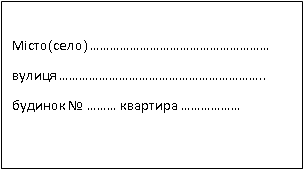 Місто(село)………………………………………………
вулиця……………………………………………………..
будинок № ……… квартира………………